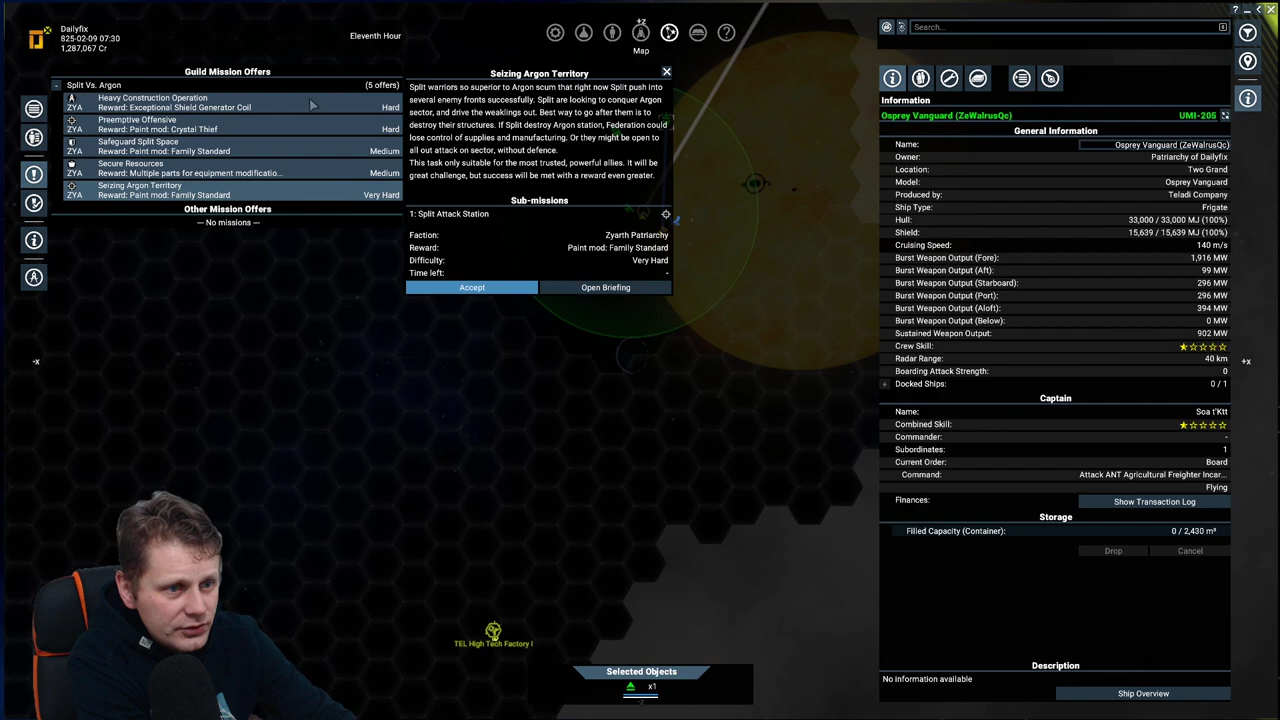 Dailyfix
825-02-09 07:30
1,287,067 Cr
Eleventh Hour
+Z
Map
Search...
Guild Mission Offers
Split Vs. Argon (5 offers)
Heavy Construction Operation
ZYA Reward: Exceptional Shield Generator Coil Hard
Preemptive Offensive
ZYA Reward: Paint mod: Crystal Thief Hard
Safeguard Split Space
ZYA Reward: Paint mod: Family Standard Medium
Secure Resources
ZYA Reward: Multiple parts for equipment modificatio... Medium
Seizing Argon Territory
ZYA Reward: Paint mod: Family Standard Very Hard
Other Mission Offers
--- No missions ---
Seizing Argon Territory
Split warriors so superior to Argon scum that right now Split push into
several enemy fronts successfully. Split are looking to conquer Argon
sector, and drive the weaklings out. Best way to go after them is to
destroy their structures. If Split destroy Argon station, Federation could
lose control of supplies and manufacturing. Or they might be open to
all out attack on sector, without defence.
This task only suitable for the most trusted, powerful allies. It will be
great challenge, but success will be met with a reward even greater.
Sub-missions
1: Split Attack Station
Faction: Zyarth Patriarchy
Reward: Paint mod: Family Standard
Difficulty: Very Hard
Time left: -
Accept Open Briefing
-X
+X
TEL High Tech Factory I
Selected Objects
x1
-Z
Information
Osprey Vanguard (ZeWalrusQc) UMI-205
General Information
Name: Osprey Vanguard (ZeWalrusQc)
Owner: Patriarchy of Dailyfix
Location: Two Grand
Model: Osprey Vanguard
Produced by: Teladi Company
Ship Type: Frigate
Hull: 33,000 / 33,000 MJ (100%)
Shield: 15,639 / 15,639 MJ (100%)
Cruising Speed: 140 m/s
Burst Weapon Output (Fore): 1,916 MW
Burst Weapon Output (Aft): 99 MW
Burst Weapon Output (Starboard): 296 MW
Burst Weapon Output (Port): 296 MW
Burst Weapon Output (Aloft): 394 MW
Burst Weapon Output (Below): 0 MW
Sustained Weapon Output: 902 MW
Crew Skill: ★☆☆☆☆
Radar Range: 40 km
Boarding Attack Strength: 0
+ Docked Ships: 0 / 1
Captain
Name: Soa t'Ktt
Combined Skill: ★☆☆☆☆
Commander: -
Subordinates: 1
Current Order: Board
Command: Attack ANT Agricultural Freighter Incar...
Flying
Finances: Show Transaction Log
Storage
Filled Capacity (Container): 0 / 2,430 m³
Drop Cancel
Description
No information available
Ship Overview